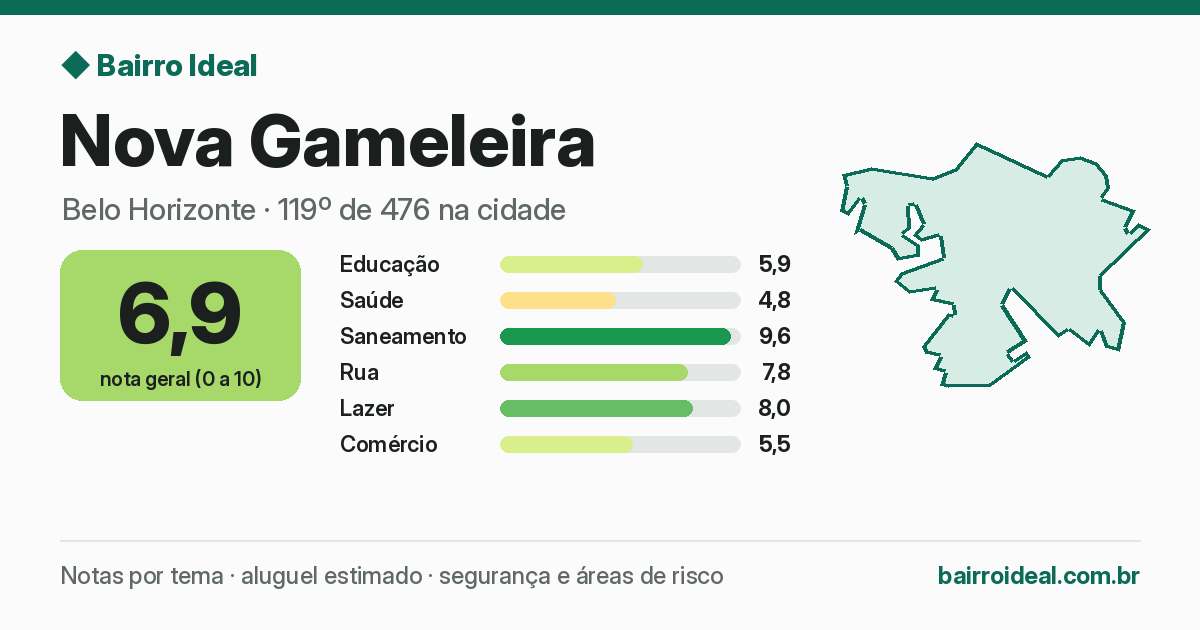 Bairro Ideal
Nova Gameleira
Belo Horizonte · 119º de 476 na cidade
6,9
nota geral (0 a 10)
Educação 5,9
Saúde 4,8
Saneamento 9,6
Rua 7,8
Lazer 8,0
Comércio 5,5
Notas por tema · aluguel estimado · segurança e áreas de risco
bairroideal.com.br